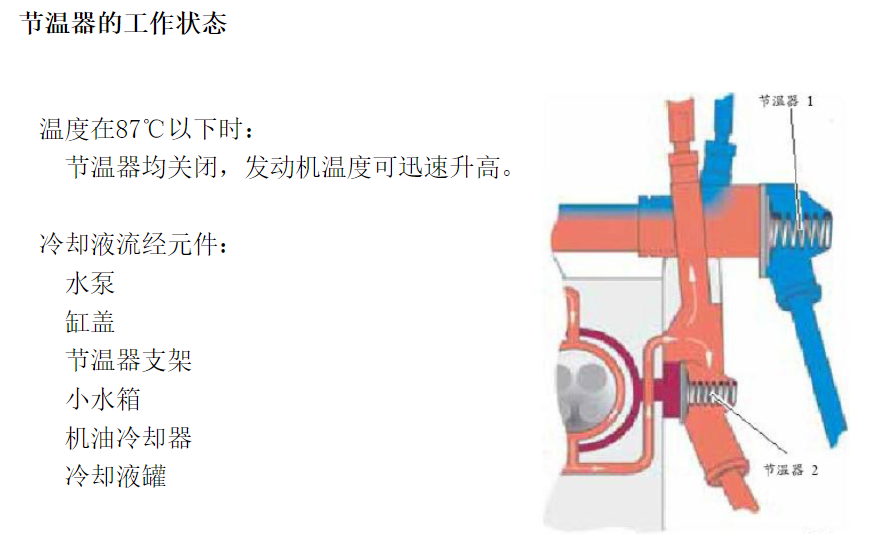 节温器的工作状态
节温器 1
温度在87℃以下时：
节温器均关闭，发动机温度可迅速升高。
冷却液流经元件：
水泵
缸盖
节温器支架
小水箱
机油冷却器
冷却液罐
节温器 2